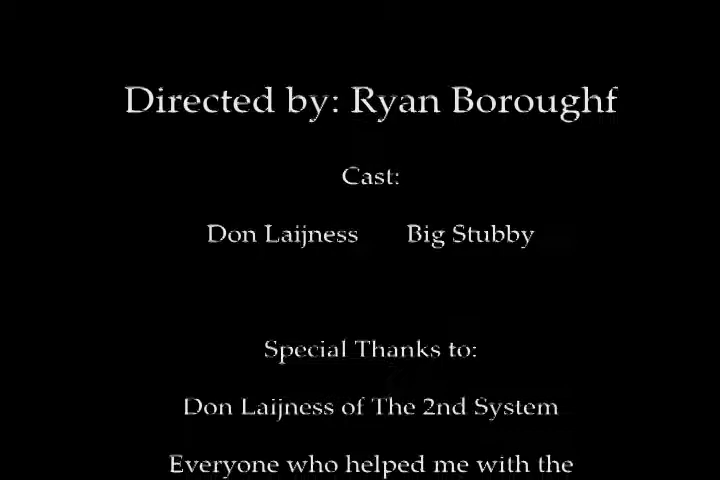 Directed by: Ryan Boroughf
Cast:
Don Laijness Big Stubby
Special Thanks to:
Don Laijness of The 2nd System
Everyone who helped me with the